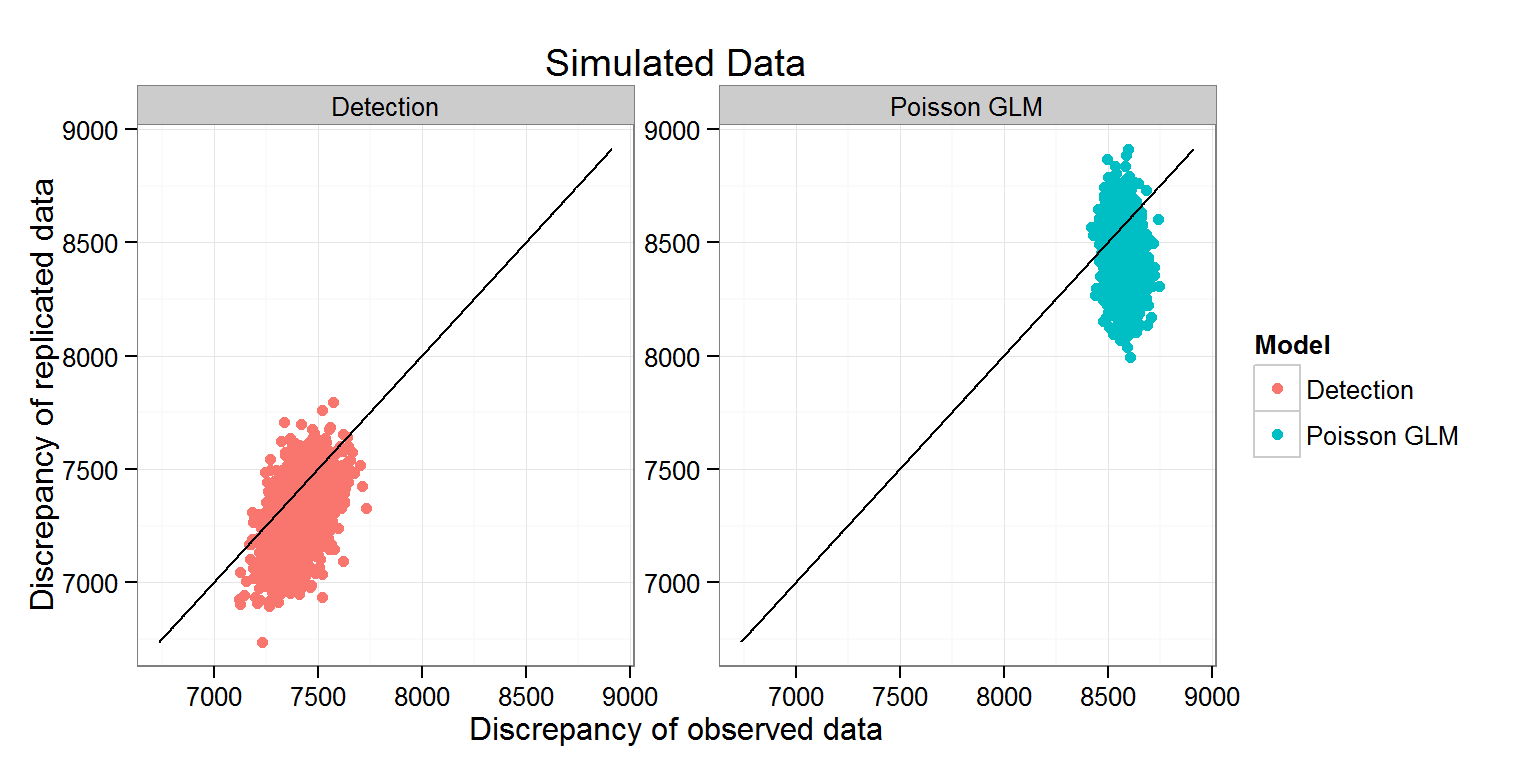 Simulated Data
Detection
Poisson GLM
Discrepancy of replicated data
9000
8500
8000
7500
7000
9000
8500
8000
7500
7000
7000 7500 8000 8500 9000
7000 7500 8000 8500 9000
Discrepancy of observed data
Model
Detection
Poisson GLM